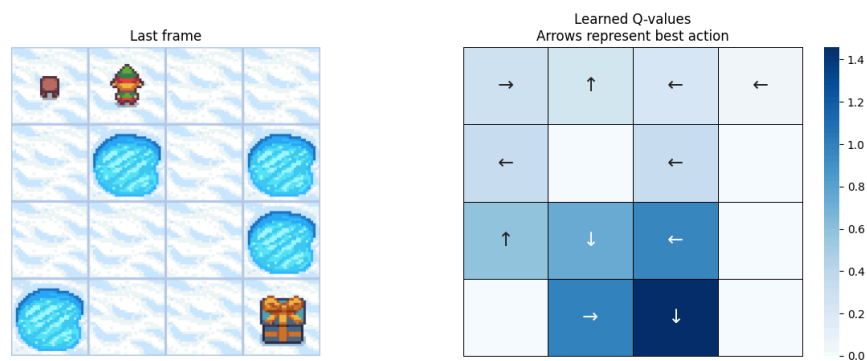 Last frame
Learned Q-values
Arrows represent best action
→ ↑ ← ←
← ←
↑ ↓ ←
→ ↓
1.4
1.2
1.0
0.8
0.6
0.4
0.2
0.0